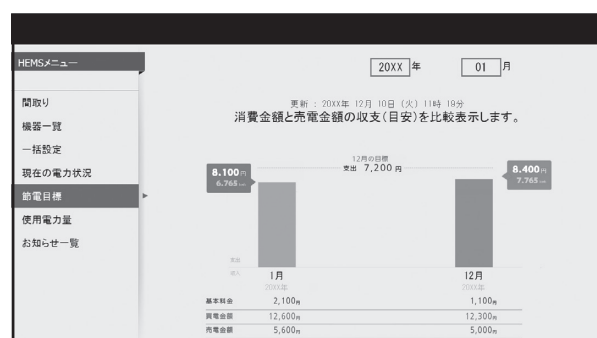 HEMSメニュー
間取り
機器一覧
一括設定
現在の電力状況
節電目標
使用電力量
お知らせ一覧
20XX 年 01 月
更新 : 20XX年 12月 10日 (火) 11時 19分
消費金額と売電金額の収支(目安)を比較表示します。
12月の目標
支出 7,200 円
8.100円
6.765
8.400円
7.765
1月
20XX年
12月
20XX年
基本料金 2,100円 1,100円
買電金額 12,600円 12,300円
売電金額 5,600円 5,000円